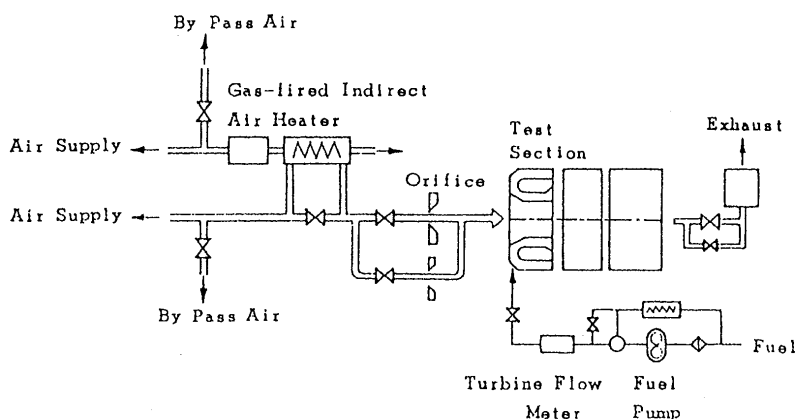 By Pass Air
Gas-lired Indirect
Air Heater
Air Supply
Test
Section
Exhaust
Orifice
Air Supply
By Pass Air
Fuel
Turbine Flow
Meter
Fuel
Pump